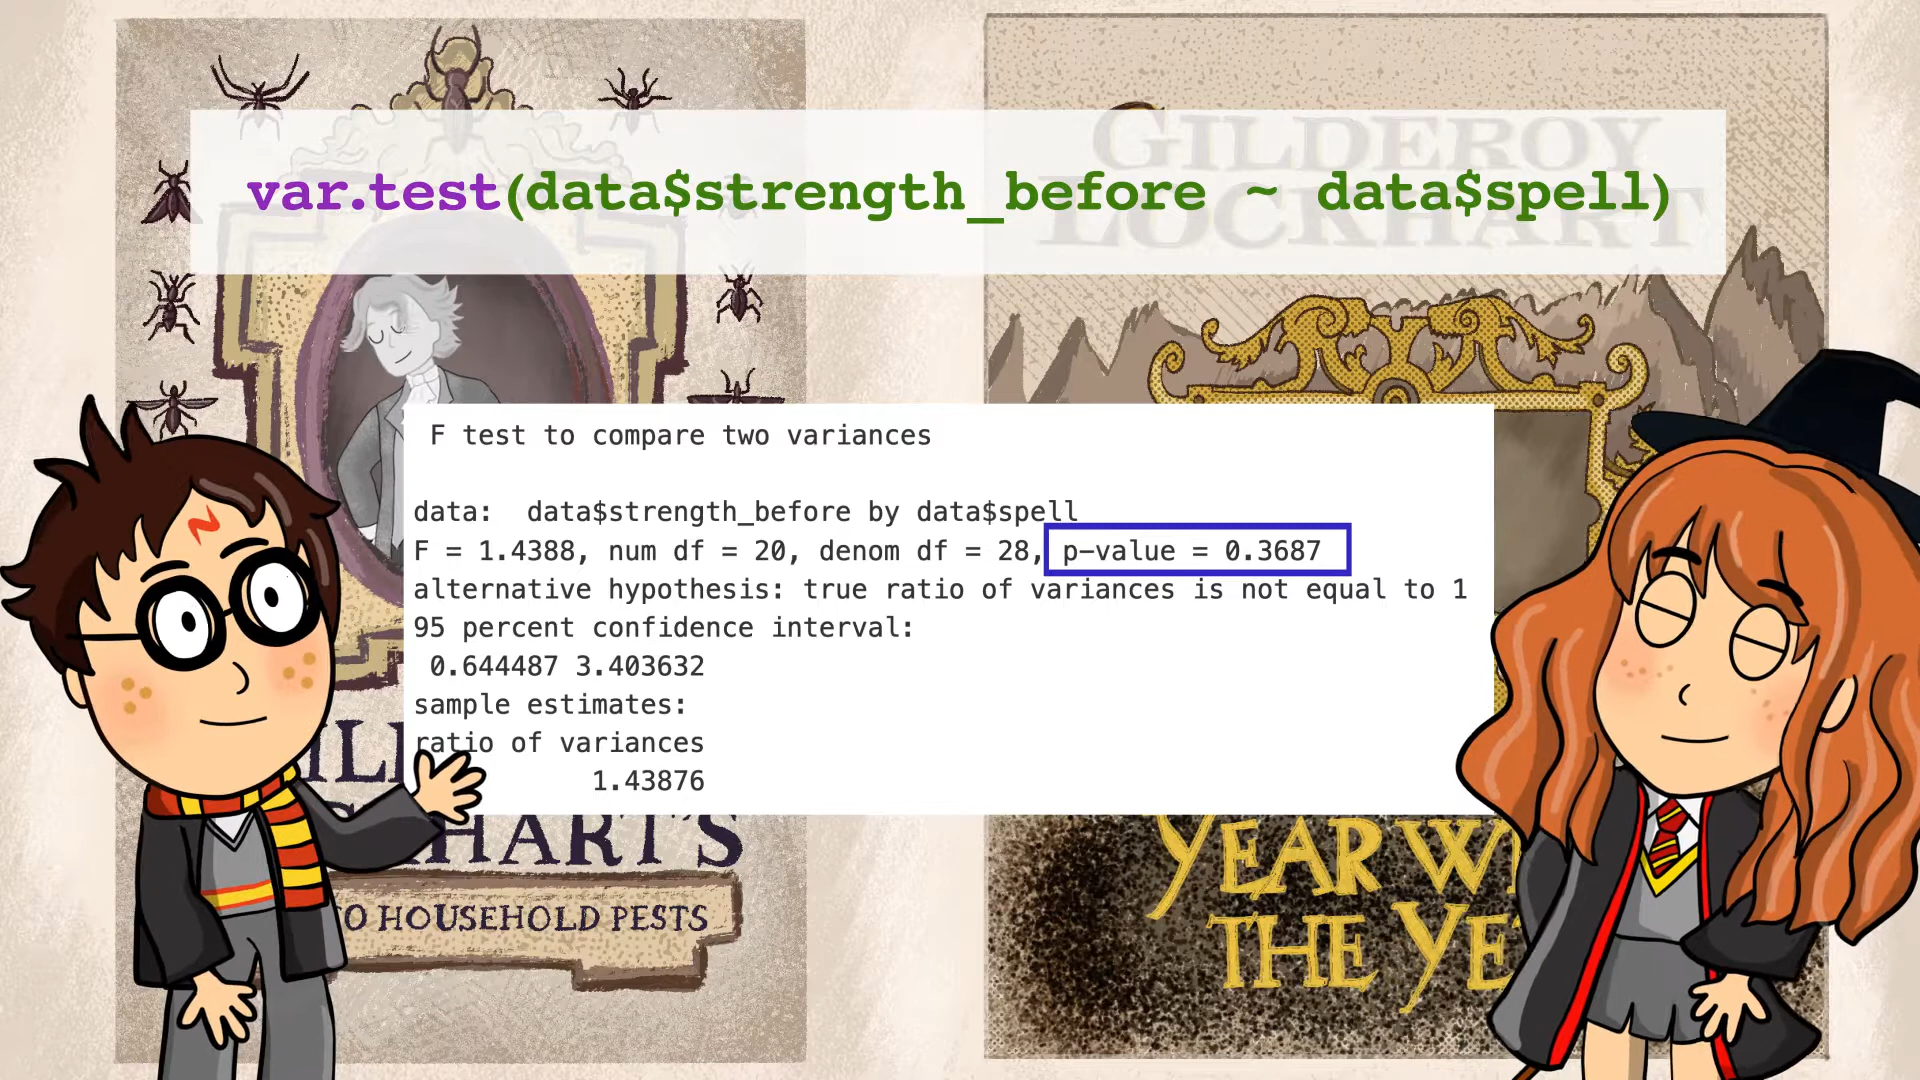 GILDEROY
LOCKHART
var.test(data$strength_before ~ data$spell)
F test to compare two variances
data: data$strength_before by data$spell
F = 1.4388, num df = 20, denom df = 28, p-value = 0.3687
alternative hypothesis: true ratio of variances is not equal to 1
95 percent confidence interval:
0.644487 3.403632
sample estimates:
ratio of variances
1.43876
HOUSEHOLD PESTS
YEAR
THE